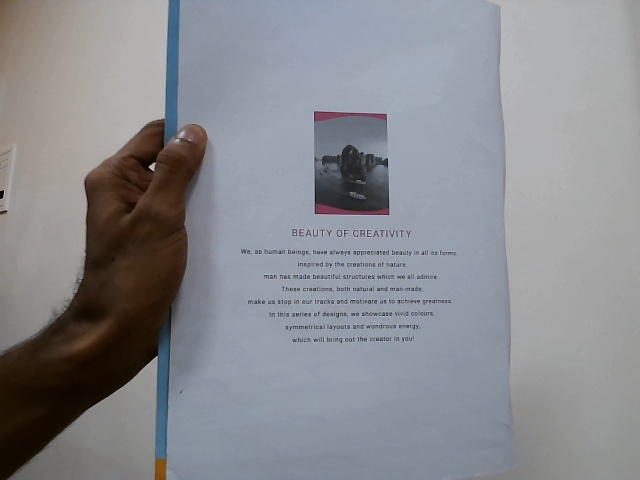 BEAUTY OF CREATIVITY
We, as human beings, have always appreciated beauty in all its forms.
Inspired by the creations of nature,
man has made beautiful structures which we all admire.
These creations, both natural and man-made,
make us stop in our tracks and motivate us to achieve greatness.
In this series of designs, we showcase vivid colours,
symmetrical layouts and wondrous energy,
which will bring out the creator in you!